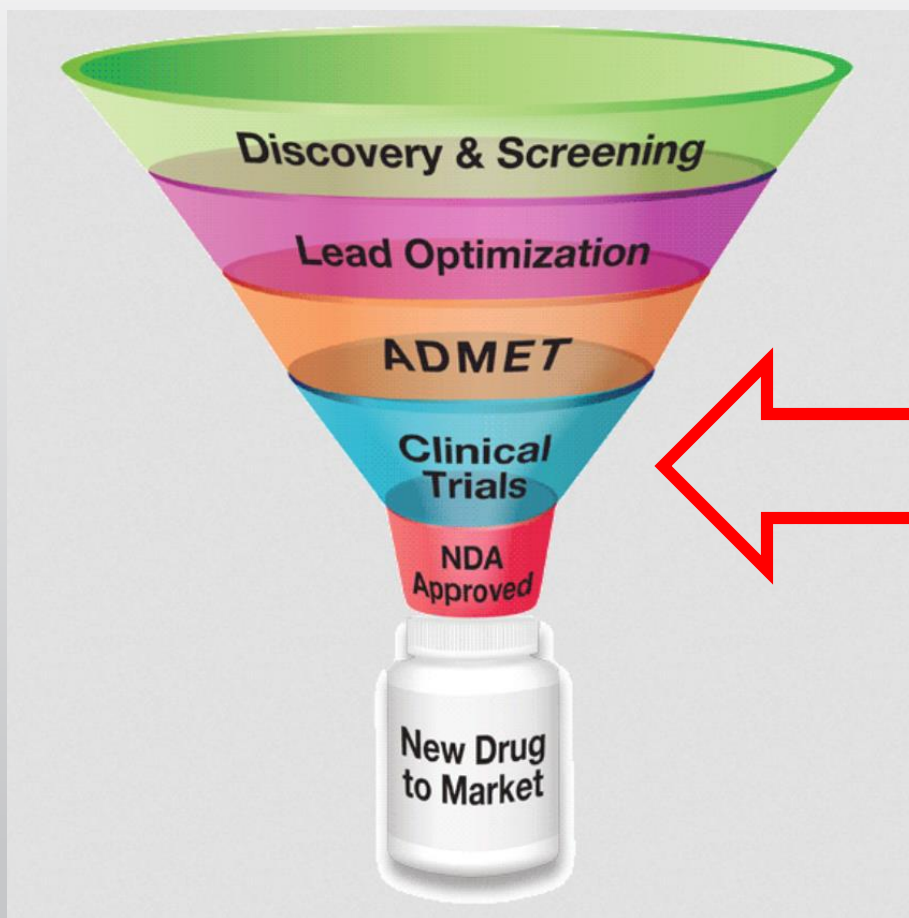 Discovery & Screening
Lead Optimization
ADMET
Clinical
Trials
NDA
Approved
New Drug
to Market